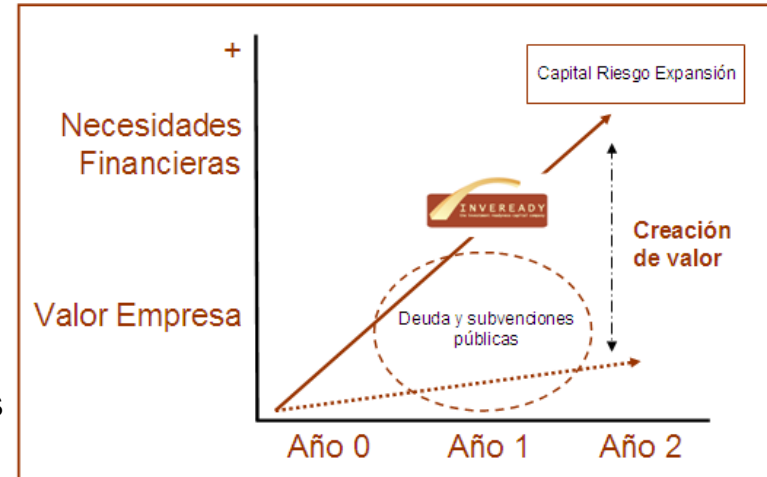 +
Necesidades
Financieras
Valor Empresa
Capital Riesgo Expansión
INVEREADY
Creación
de valor
Deuda y subvenciones
públicas
s
Año 0 Año 1 Año 2